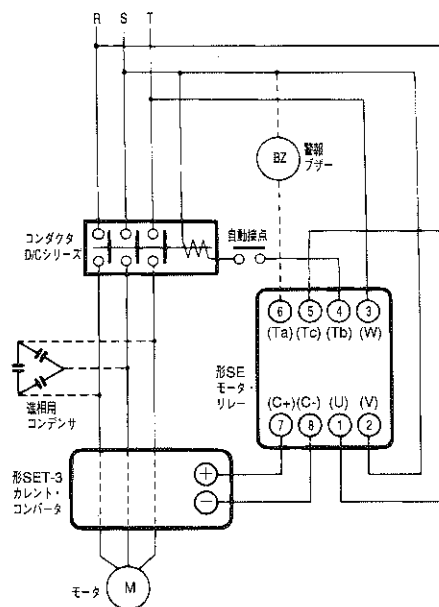 R S T
BZ
警報
ブザー
コンダクタ
D/Cシリーズ
自動接点
6 5 4 3
(Ta) (Tc) (Tb) (W)
形SE
モータ・
リレー
(C+) (C-) (U) (V)
7 8 1 2
進相用
コンデンサ
形SET-3
カレント・
コンバータ
+
−
モータ
M